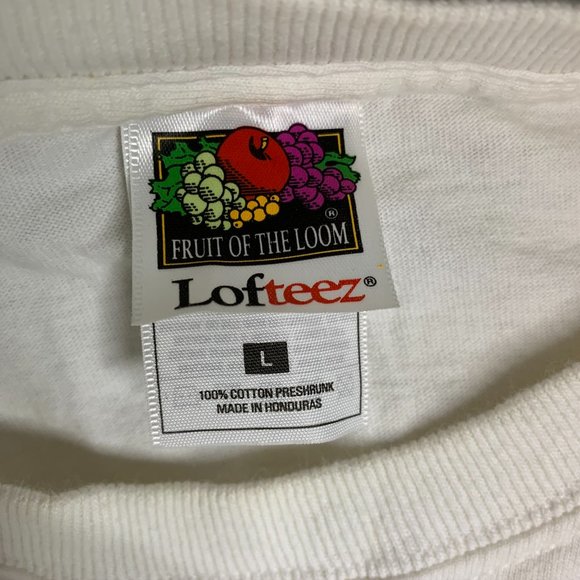 ®
FRUIT OF THE LOOM
Lofteez®
L
100% COTTON PRESHRUNK
MADE IN HONDURAS